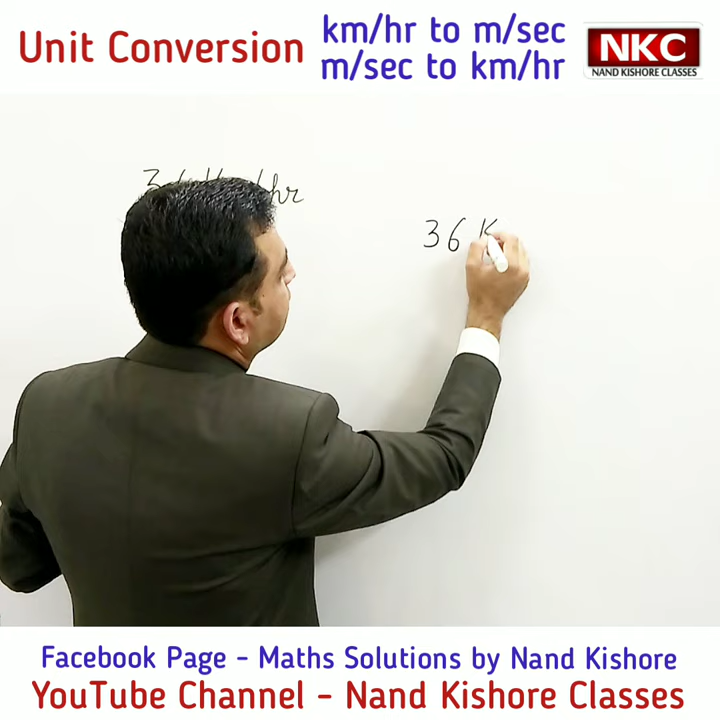 Unit Conversion
km/hr to m/sec
m/sec to km/hr
NKC
NAND KISHORE CLASSES
hr
36 K
Facebook Page - Maths Solutions by Nand Kishore
YouTube Channel - Nand Kishore Classes